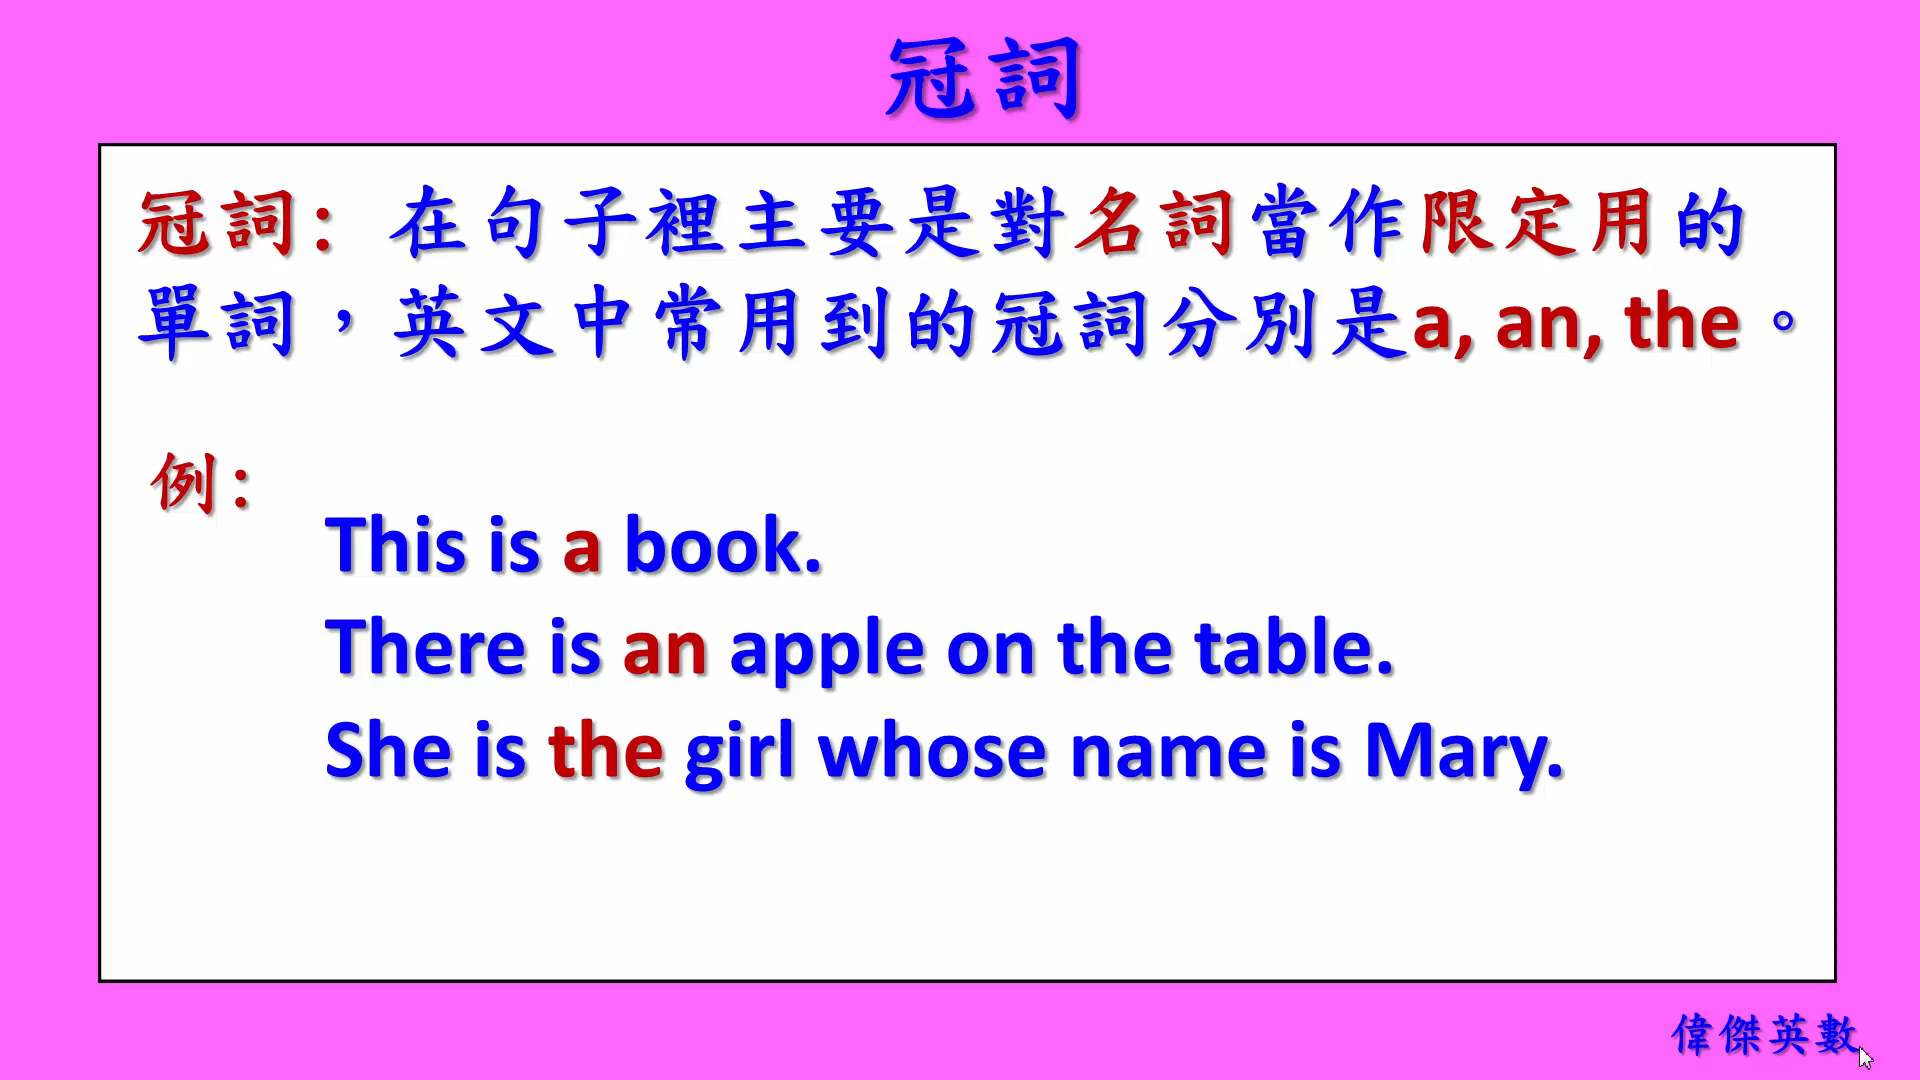 冠詞
冠詞: 在句子裡主要是對名詞當作限定用的
單詞，英文中常用到的冠詞分別是a, an, the。
例:
This is a book.
There is an apple on the table.
She is the girl whose name is Mary.
偉傑英數